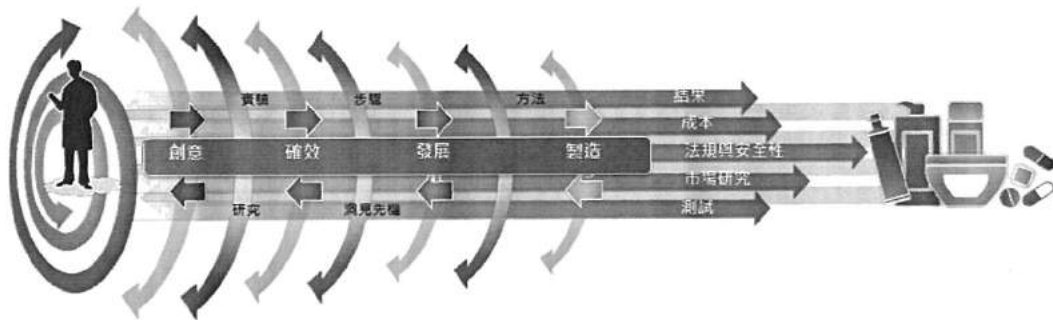 實驗 步驟 方法 結果
成本
創意 確效 發展 製造 法規與安全性
市場研究
研究 洞見先機 測試